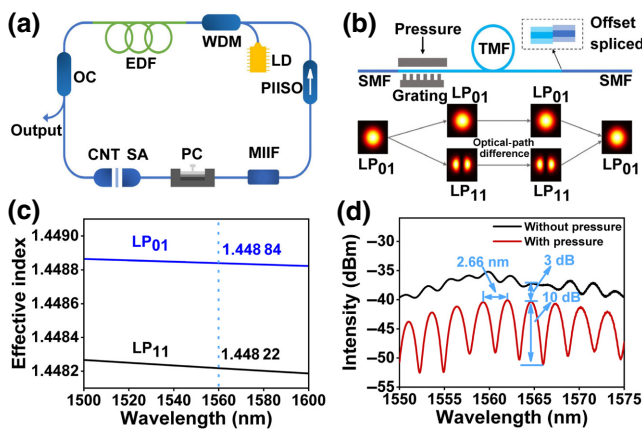 (a)
EDF
WDM
LD
PIISO
OC
Output
CNT SA
PC
MIIF
(b)
Pressure
TMF
Offset
spliced
SMF
Grating
SMF
LP01
LP01
LP01
Optical-path
difference
LP01
LP11
LP11
(c)
Effective index
1.4490
1.4488
1.4486
1.4484
1.4482
LP01
1.448 84
LP11
1.448 22
1500
1520
1540
1560
1580
1600
Wavelength (nm)
(d)
Intensity (dBm)
−25
−30
−35
−40
−45
−50
−55
Without pressure
With pressure
2.66 nm
3 dB
10 dB
1550
1555
1560
1565
1570
1575
Wavelength (nm)